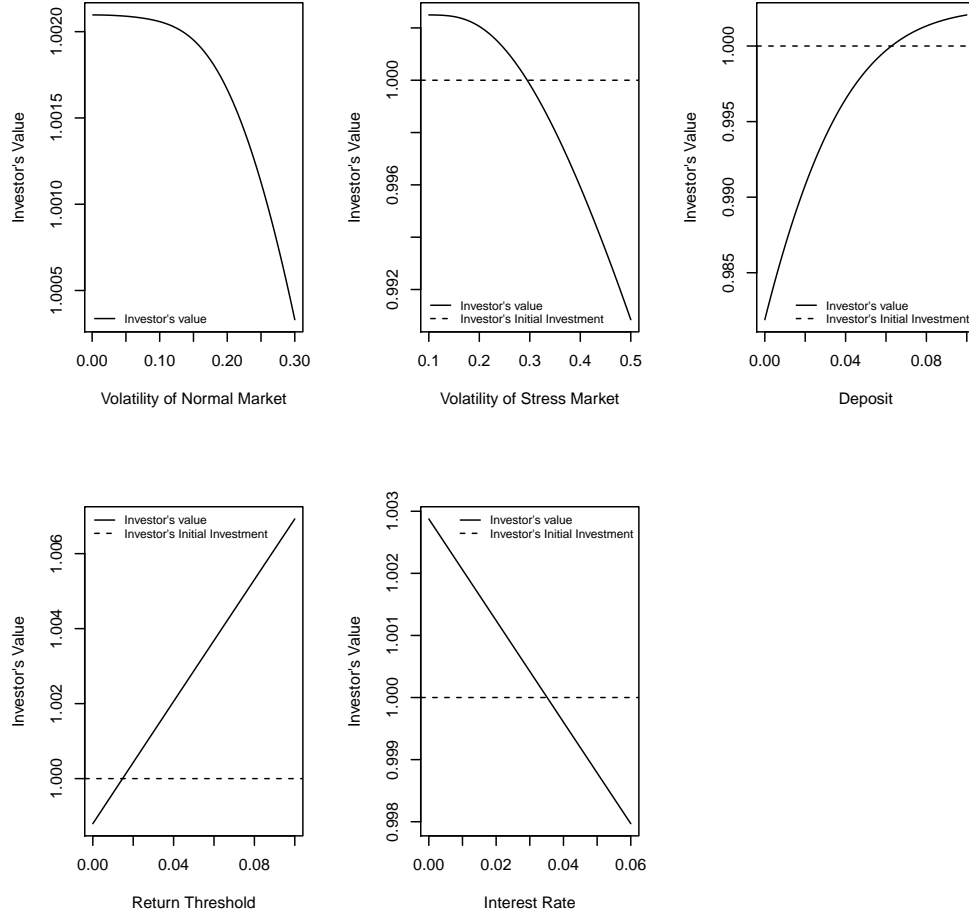 Investor's Value
1.0005 1.0010 1.0015 1.0020
Investor's value
0.00 0.10 0.20 0.30
Volatility of Normal Market
Investor's Value
0.992 0.996 1.000
Investor's value
Investor's Initial Investment
0.1 0.2 0.3 0.4 0.5
Volatility of Stress Market
Investor's Value
0.985 0.990 0.995 1.000
Investor's value
Investor's Initial Investment
0.00 0.04 0.08
Deposit
Investor's Value
1.000 1.002 1.004 1.006
Investor's value
Investor's Initial Investment
0.00 0.04 0.08
Return Threshold
Investor's Value
0.998 0.999 1.000 1.001 1.002 1.003
Investor's value
Investor's Initial Investment
0.00 0.02 0.04 0.06
Interest Rate